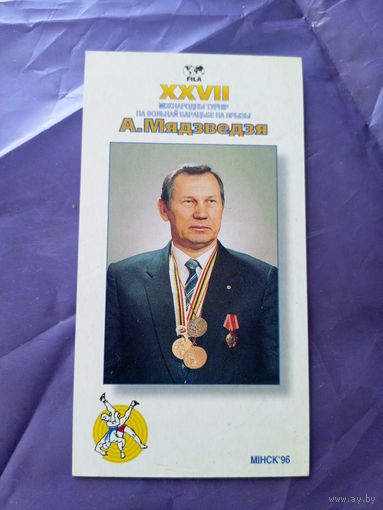 FILA
XXVII
МІЖНАРОДНЫ ТУРНІР
ПА ВОЛЬНАЙ БАРАЦЬБЕ НА ПРЫЗЫ
А.Мядзведзя
МІНСК'96
www.ay.by